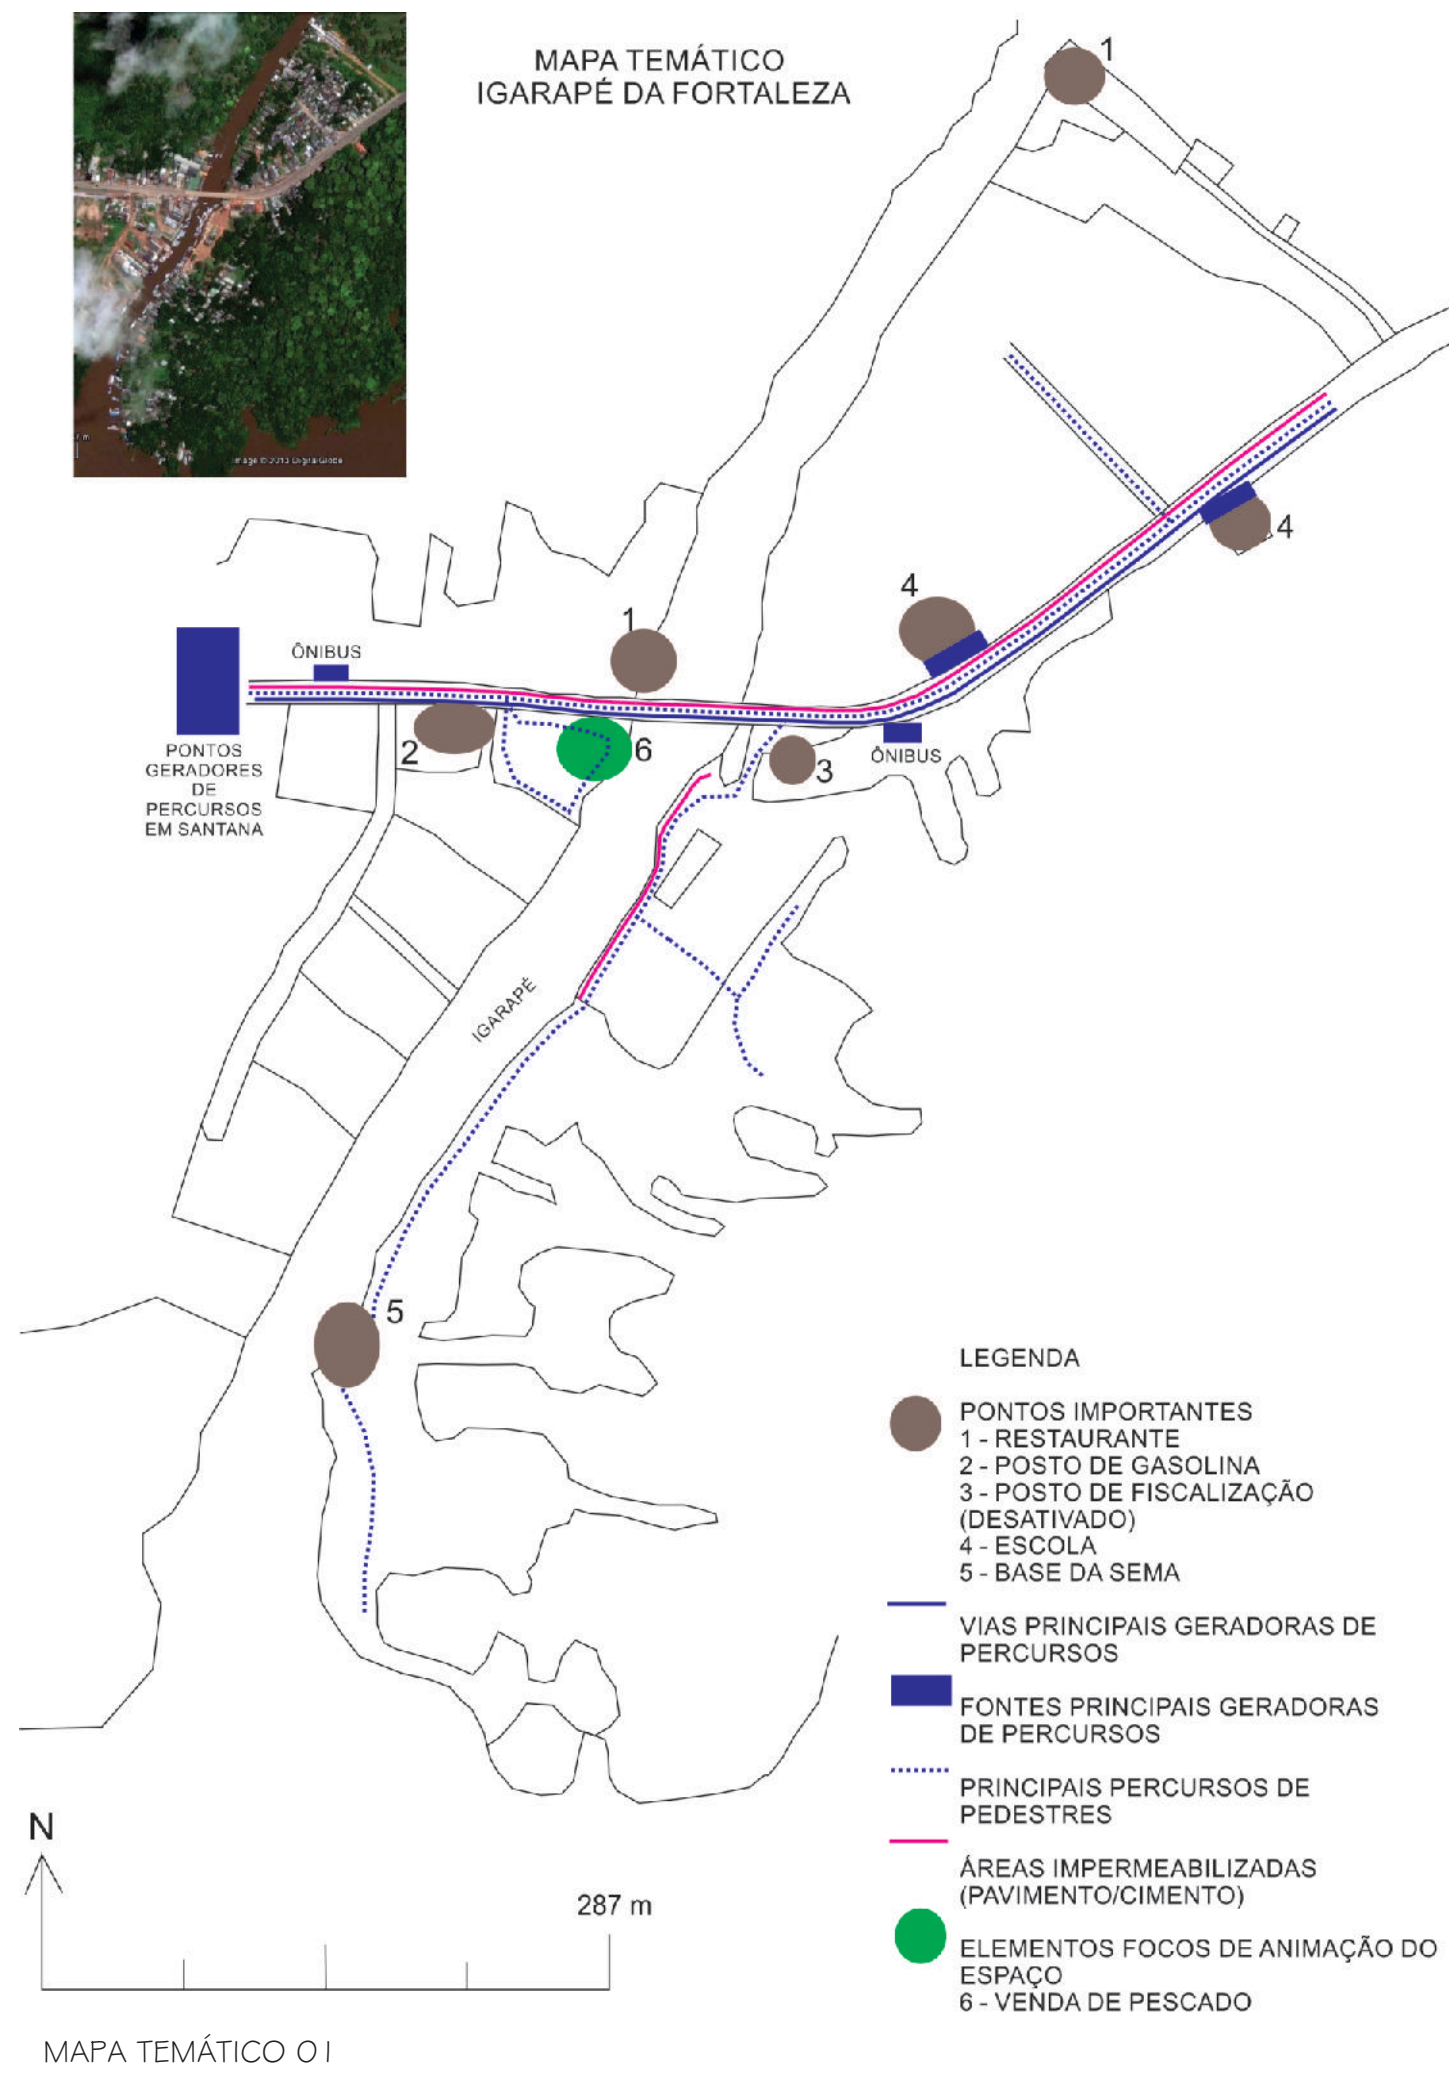 MAPA TEMÁTICO
IGARAPÉ DA FORTALEZA
Image © 2013 DigitalGlobe
1
4
4
1
ÔNIBUS
PONTOS
GERADORES
DE
PERCURSOS
EM SANTANA
2
6
3
ÔNIBUS
IGARAPÉ
5
LEGENDA
PONTOS IMPORTANTES
1 - RESTAURANTE
2 - POSTO DE GASOLINA
3 - POSTO DE FISCALIZAÇÃO
(DESATIVADO)
4 - ESCOLA
5 - BASE DA SEMA
VIAS PRINCIPAIS GERADORAS DE
PERCURSOS
FONTES PRINCIPAIS GERADORAS
DE PERCURSOS
PRINCIPAIS PERCURSOS DE
PEDESTRES
ÁREAS IMPERMEABILIZADAS
(PAVIMENTO/CIMENTO)
ELEMENTOS FOCOS DE ANIMAÇÃO DO
ESPAÇO
6 - VENDA DE PESCADO
N
287 m
MAPA TEMÁTICO 01